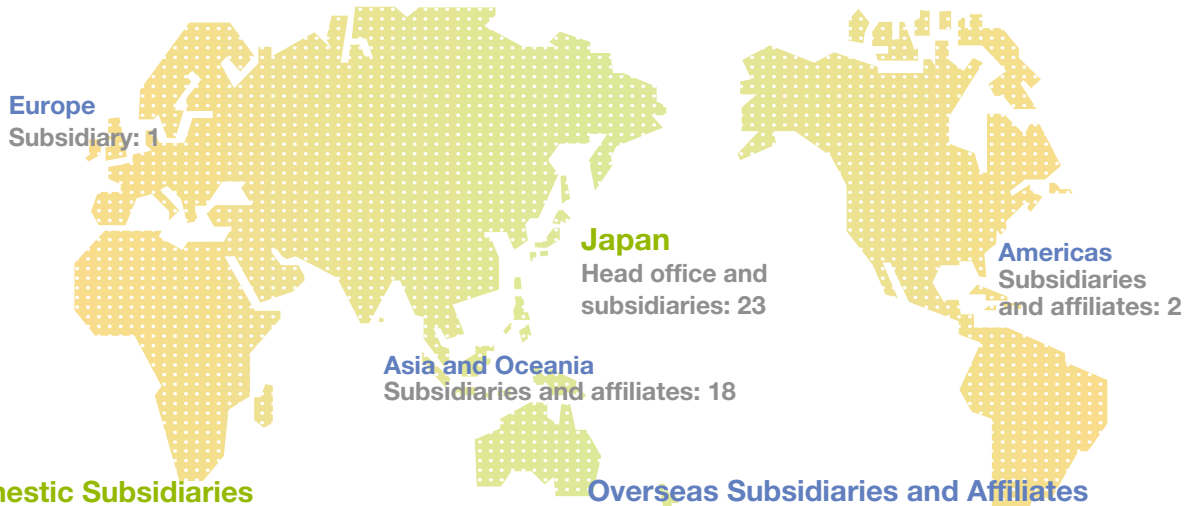 Europe
Subsidiary: 1
Japan
Head office and
subsidiaries: 23
Americas
Subsidiaries
and affiliates: 2
Asia and Oceania
Subsidiaries and affiliates: 18
nestic Subsidiaries
Overseas Subsidiaries and Affiliates